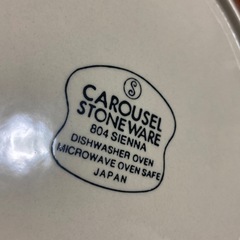 S
CAROUSEL
STONEWARE
804 SIENNA
DISHWASHER OVEN
MICROWAVE OVEN SAFE
JAPAN